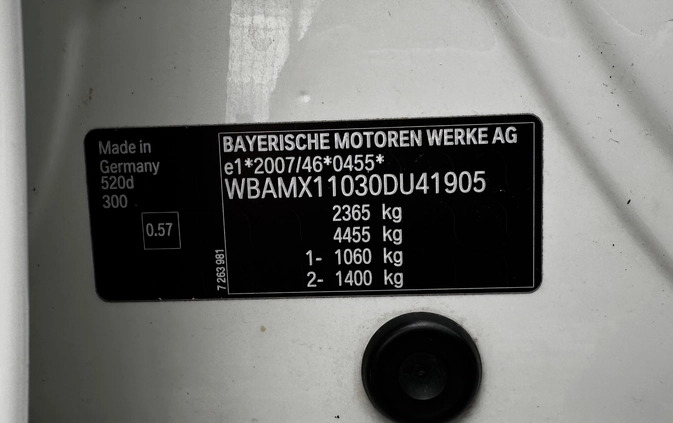 Made in
Germany
520d
300
0.57
7 263 981
BAYERISCHE MOTOREN WERKE AG
e1*2007/46*0455*
WBAMX11030DU41905
2365 kg
4455 kg
1- 1060 kg
2- 1400 kg